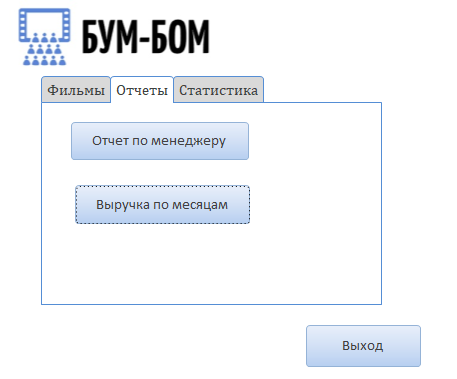 БУМ-БОМ
Фильмы Отчеты Статистика
Отчет по менеджеру
Выручка по месяцам
Выход